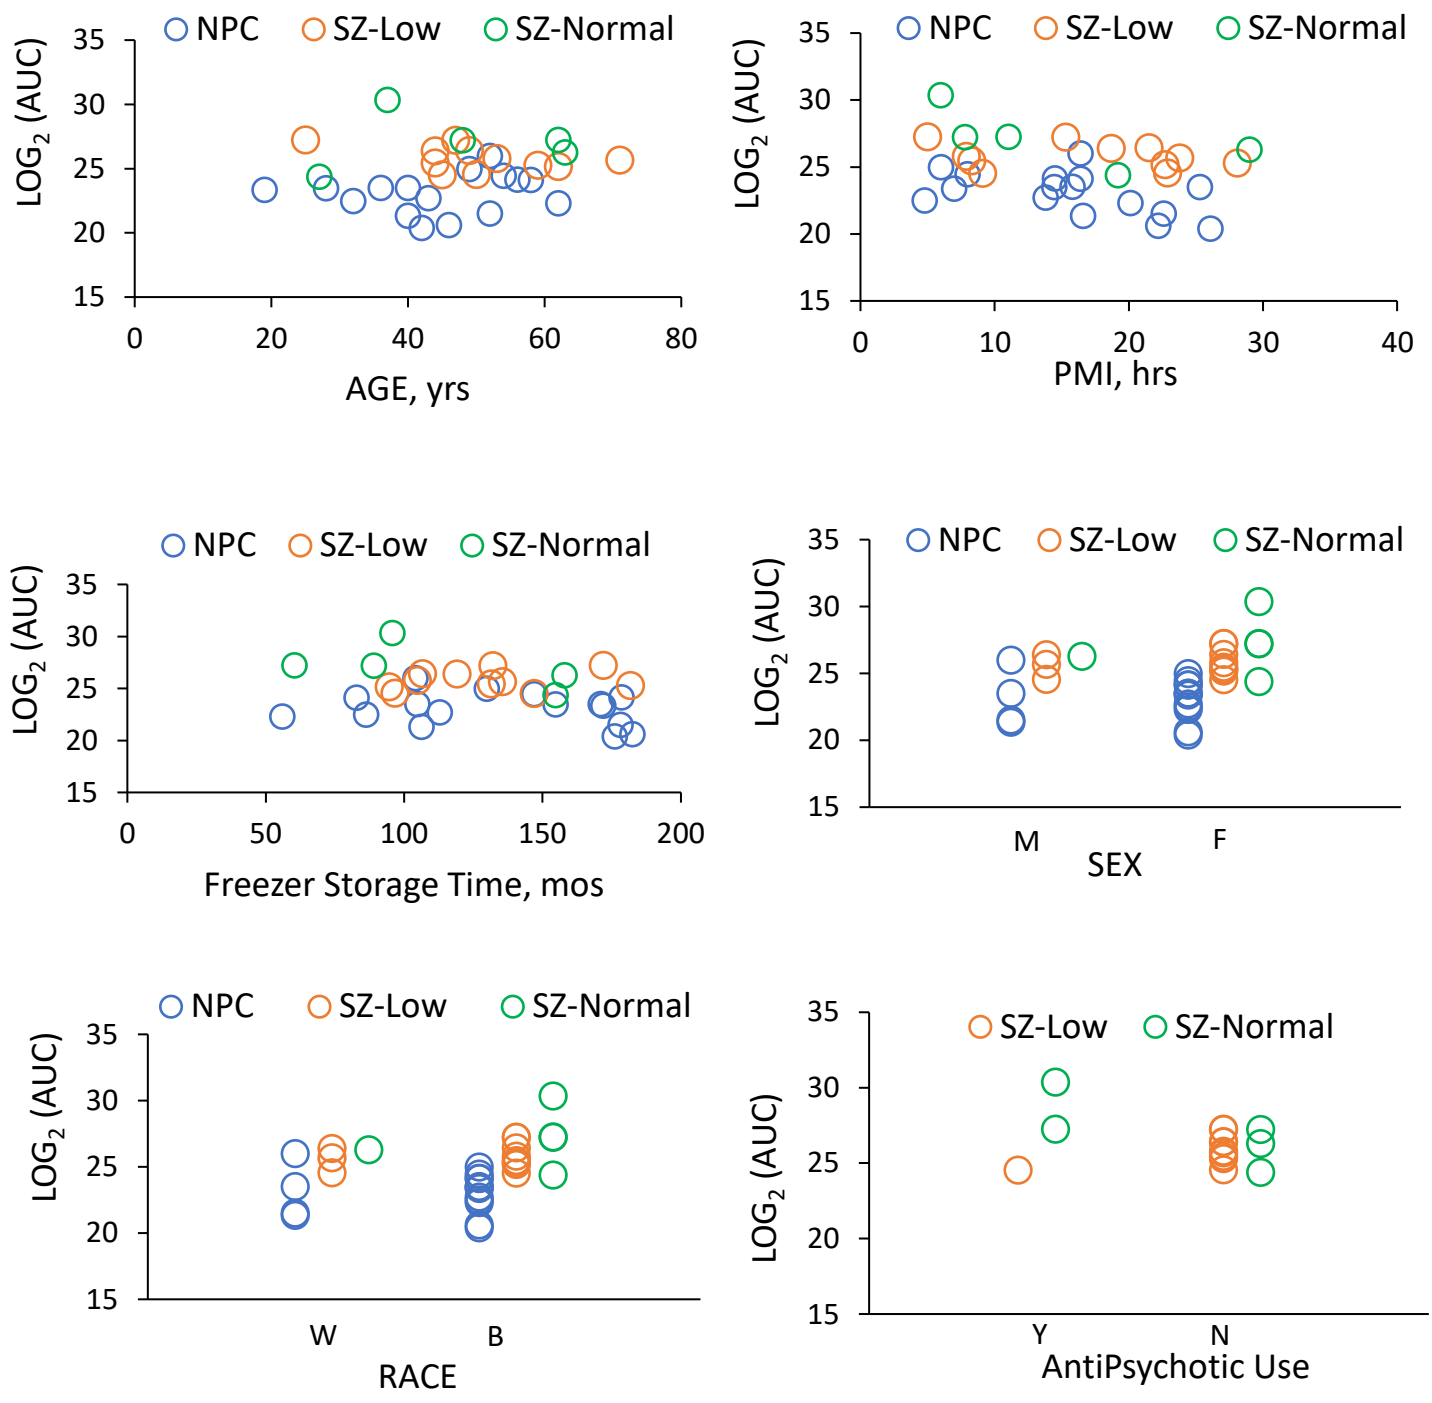 NPC SZ-Low SZ-Normal
LOG2 (AUC)
35
30
25
20
15
0 20 40 60 80
AGE, yrs
NPC SZ-Low SZ-Normal
LOG2 (AUC)
35
30
25
20
15
0 10 20 30 40
PMI, hrs
NPC SZ-Low SZ-Normal
LOG2 (AUC)
35
30
25
20
15
0 50 100 150 200
Freezer Storage Time, mos
NPC SZ-Low SZ-Normal
LOG2 (AUC)
35
30
25
20
15
M F
SEX
NPC SZ-Low SZ-Normal
LOG2 (AUC)
35
30
25
20
15
W B
RACE
SZ-Low SZ-Normal
LOG2 (AUC)
35
30
25
20
15
Y N
AntiPsychotic Use